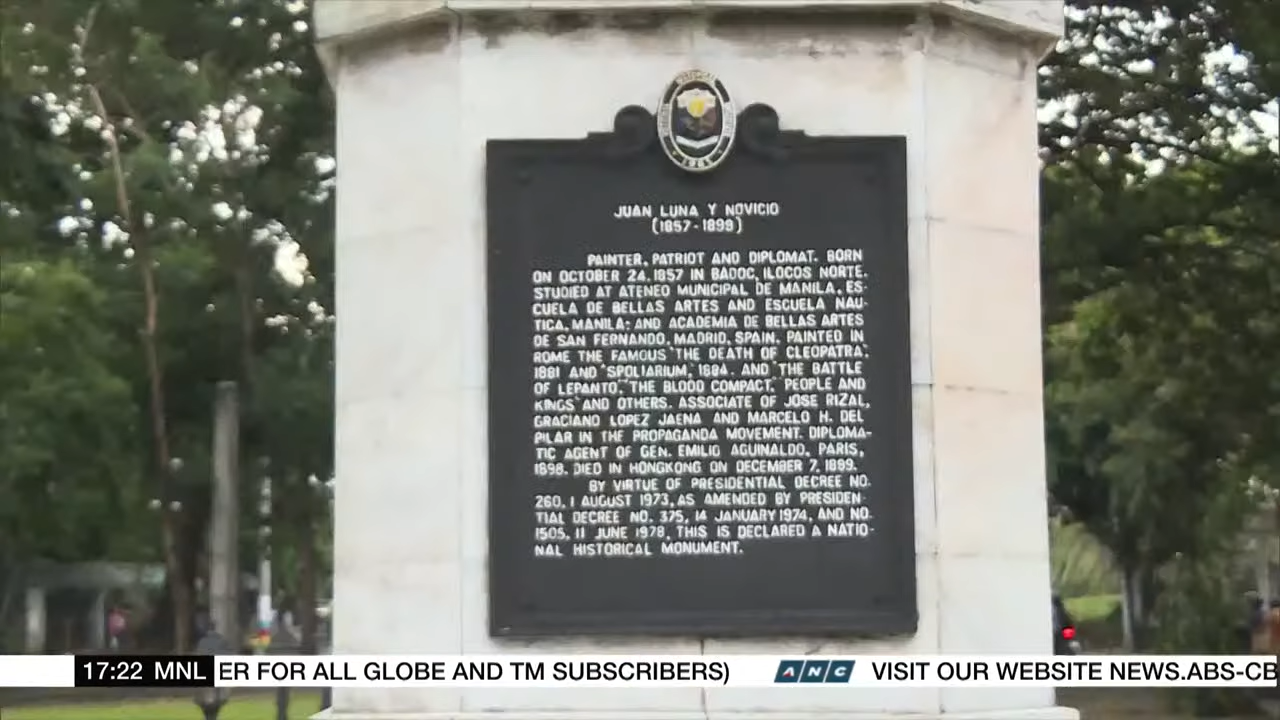 1968
JUAN LUNA Y NOVICIO
(1857-1899)
PAINTER, PATRIOT AND DIPLOMAT. BORN
ON OCTOBER 24, 1857 IN BADOC, ILOCOS NORTE.
STUDIED AT ATENEO MUNICIPAL DE MANILA, ES-
CUELA DE BELLAS ARTES AND ESCUELA NAU-
TICA, MANILA; AND ACADEMIA DE BELLAS ARTES
DE SAN FERNANDO, MADRID, SPAIN. PAINTED IN
ROME THE FAMOUS "THE DEATH OF CLEOPATRA",
1881 AND "SPOLIARIUM," 1884. AND "THE BATTLE
OF LEPANTO," "THE BLOOD COMPACT," "PEOPLE AND
KINGS" AND OTHERS. ASSOCIATE OF JOSE RIZAL,
GRACIANO LOPEZ JAENA AND MARCELO H. DEL
PILAR IN THE PROPAGANDA MOVEMENT. DIPLOMA-
TIC AGENT OF GEN. EMILIO AGUINALDO, PARIS,
1898. DIED IN HONGKONG ON DECEMBER 7, 1899.
BY VIRTUE OF PRESIDENTIAL DECREE NO.
260, 1 AUGUST 1973, AS AMENDED BY PRESIDEN-
TIAL DECREE NO. 375, 14 JANUARY 1974, AND NO.
1505, 11 JUNE 1978, THIS IS DECLARED A NATIO-
NAL HISTORICAL MONUMENT.
17:22 MNL ER FOR ALL GLOBE AND TM SUBSCRIBERS) ANC VISIT OUR WEBSITE NEWS.ABS-CB